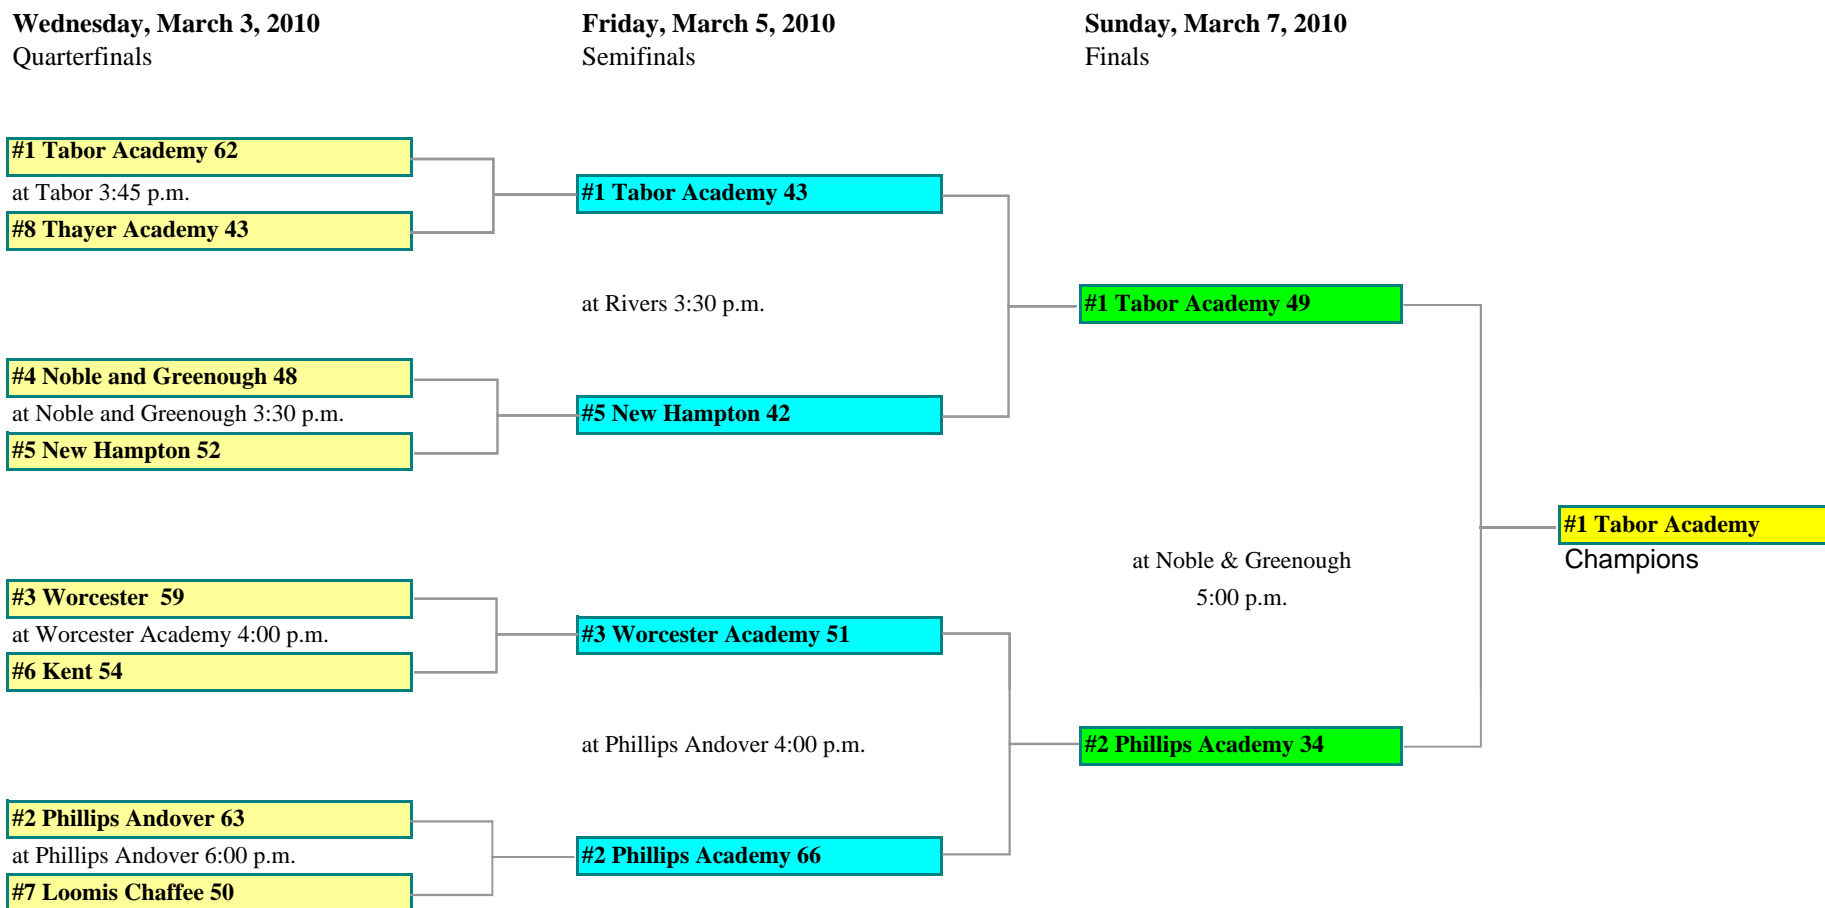 Wednesday, March 3, 2010
Quarterfinals
Friday, March 5, 2010
Semifinals
Sunday, March 7, 2010
Finals
#1 Tabor Academy 62
at Tabor 3:45 p.m.
#8 Thayer Academy 43
#4 Noble and Greenough 48
at Noble and Greenough 3:30 p.m.
#5 New Hampton 52
#3 Worcester  59
at Worcester Academy 4:00 p.m.
#6 Kent 54
#2 Phillips Andover 63
at Phillips Andover 6:00 p.m.
#7 Loomis Chaffee 50
#1 Tabor Academy 43
at Rivers 3:30 p.m.
#5 New Hampton 42
#3 Worcester Academy 51
at Phillips Andover 4:00 p.m.
#2 Phillips Academy 66
#1 Tabor Academy 49
at Noble & Greenough
5:00 p.m.
#2 Phillips Academy 34
#1 Tabor Academy
Champions